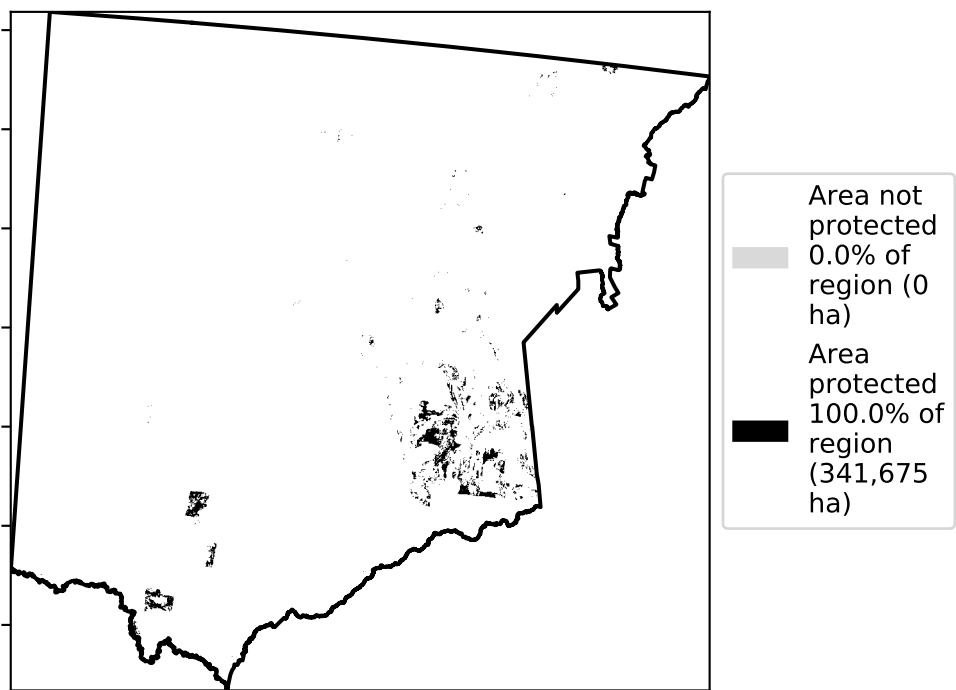 Area not
protected
0.0% of
region (0
ha)
Area
protected
100.0% of
region
(341,675
ha)